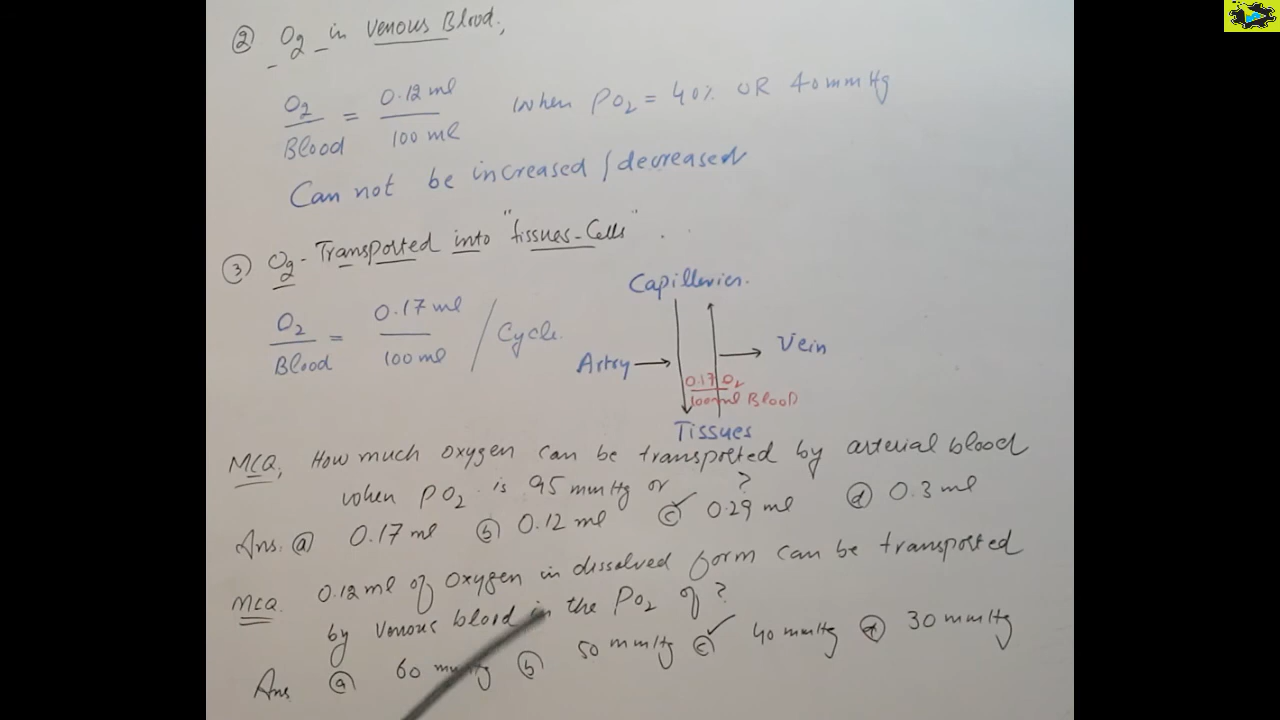 ② O2 in Venous Blood,
O2 / Blood = 0.12 ml / 100 ml when PO2 = 40% OR 40 mmHg
Can not be increased / decreased
③ O2 - Transported into "tissues-Cells".
O2 / Blood = 0.17 ml / 100 ml / Cycle.
Capilleries.
Artry → → Vein
0.17 O2
100 ml Blood
Tissues
MCQ, How much oxygen can be transported by arterial blood
when PO2 is 95 mmHg or ?
Ans. ⓐ 0.17 ml ⓑ 0.12 ml ⓒ ✓ 0.29 ml ⓓ 0.3 ml
MCQ. 0.12 ml of oxygen in dissolved form can be transported
by Venous blood in the PO2 of ?
Ans ⓐ 60 mmHg ⓑ 50 mmHg ⓒ ✓ 40 mmHg ⓓ 30 mmHg